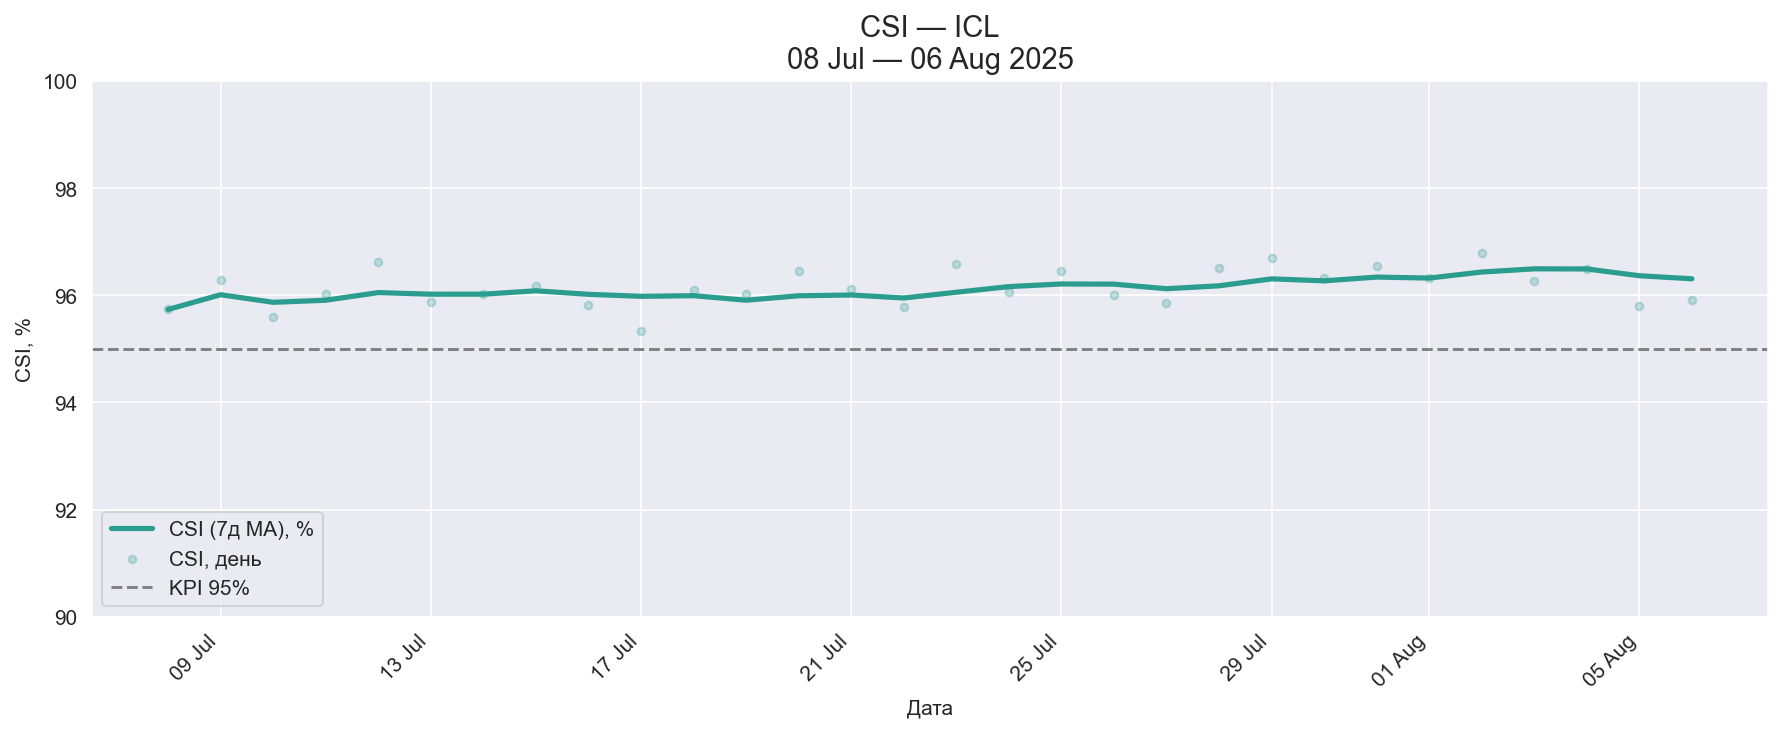 CSI — ICL
08 Jul — 06 Aug 2025
100
98
96
94
92
90
CSI, %
CSI (7д MA), %
CSI, день
KPI 95%
09 Jul
13 Jul
17 Jul
21 Jul
25 Jul
29 Jul
01 Aug
05 Aug
Дата